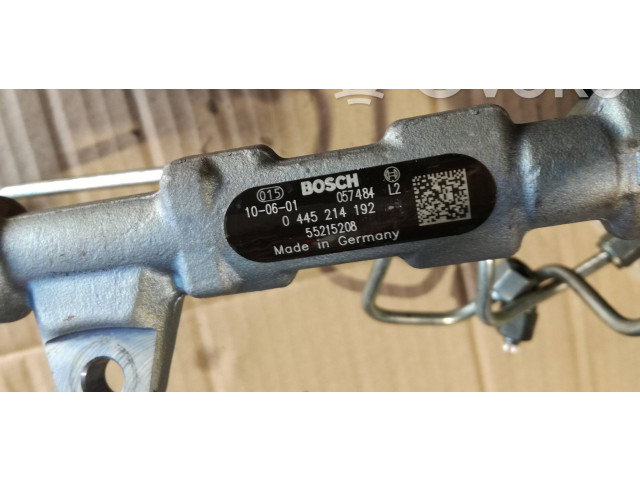 015 BOSCH
10-06-01 057484 L2
0 445 214 192
55215208
Made in Germany